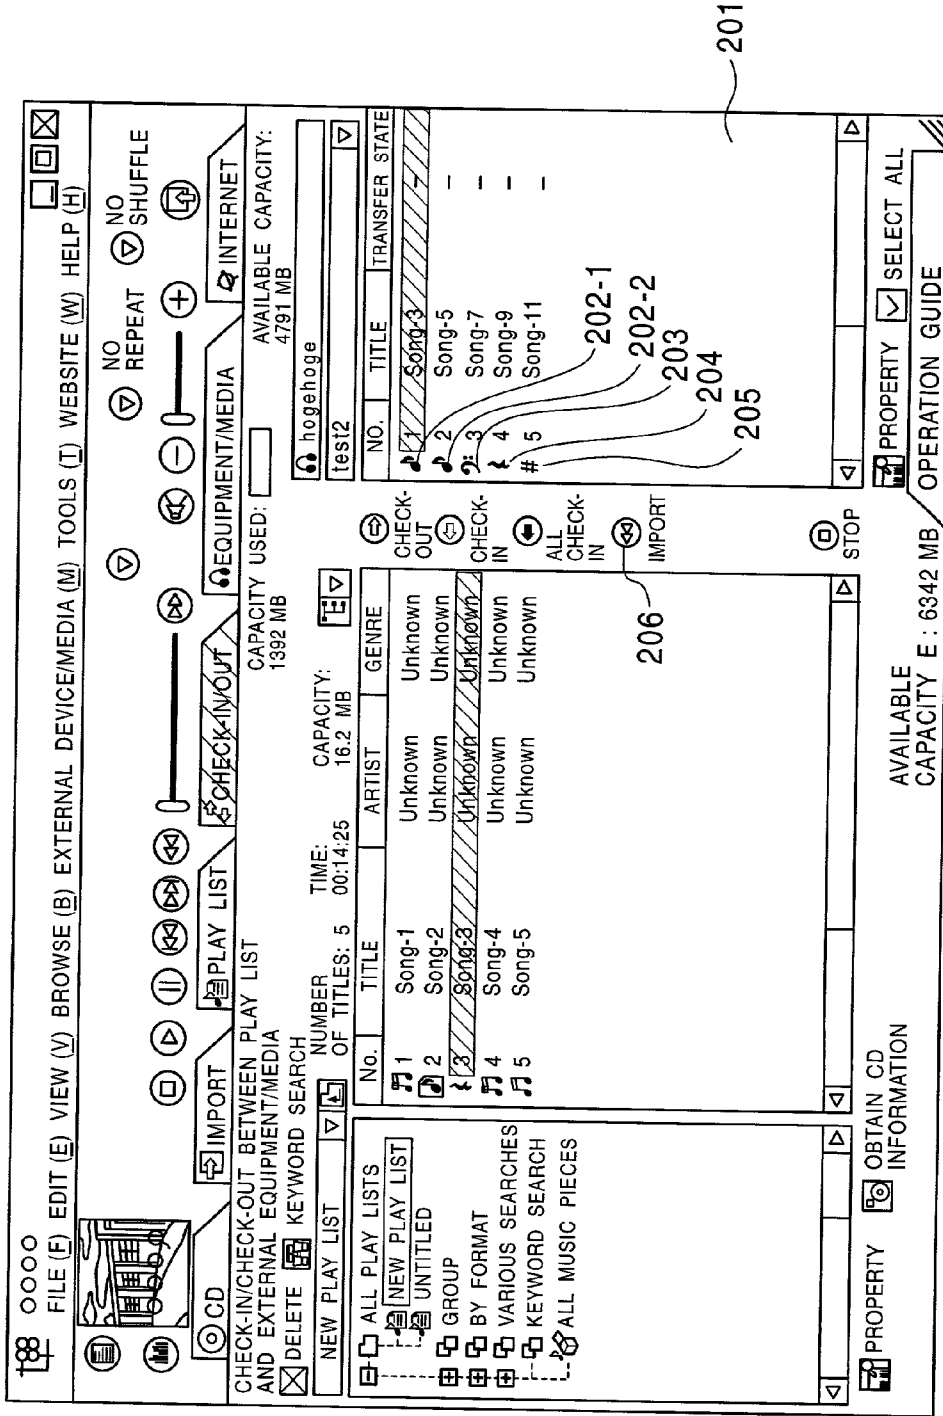 ○○○○
FILE (F) EDIT (E) VIEW (V) BROWSE (B) EXTERNAL DEVICE/MEDIA (M) TOOLS (T) WEBSITE (W) HELP (H)
NO REPEAT
NO SHUFFLE
CD
IMPORT
PLAY LIST
CHECK-IN/OUT
EQUIPMENT/MEDIA
INTERNET
CHECK-IN/CHECK-OUT BETWEEN PLAY LIST
AND EXTERNAL EQUIPMENT/MEDIA
DELETE
KEYWORD SEARCH
NEW PLAY LIST
NUMBER
OF TITLES: 5
TIME:
00:14:25
CAPACITY:
16.2 MB
CAPACITY USED:
1392 MB
AVAILABLE CAPACITY:
4791 MB
hogehoge
test2
ALL PLAY LISTS
NEW PLAY LIST
UNTITLED
GROUP
BY FORMAT
VARIOUS SEARCHES
KEYWORD SEARCH
ALL MUSIC PIECES
No. TITLE ARTIST GENRE
1 Song-1 Unknown Unknown
2 Song-2 Unknown Unknown
3 Song-3 Unknown Unknown
4 Song-4 Unknown Unknown
5 Song-5 Unknown Unknown
CHECK-
OUT
CHECK-
IN
ALL
CHECK-
IN
IMPORT
STOP
206
NO. TITLE TRANSFER STATE
1 Song-3 –
2 Song-5 –
3 Song-7 –
4 Song-9 –
# 5 Song-11 –
202-1
202-2
203
204
205
201
PROPERTY
OBTAIN CD
INFORMATION
PROPERTY
SELECT ALL
AVAILABLE
CAPACITY E: 6342 MB
OPERATION GUIDE